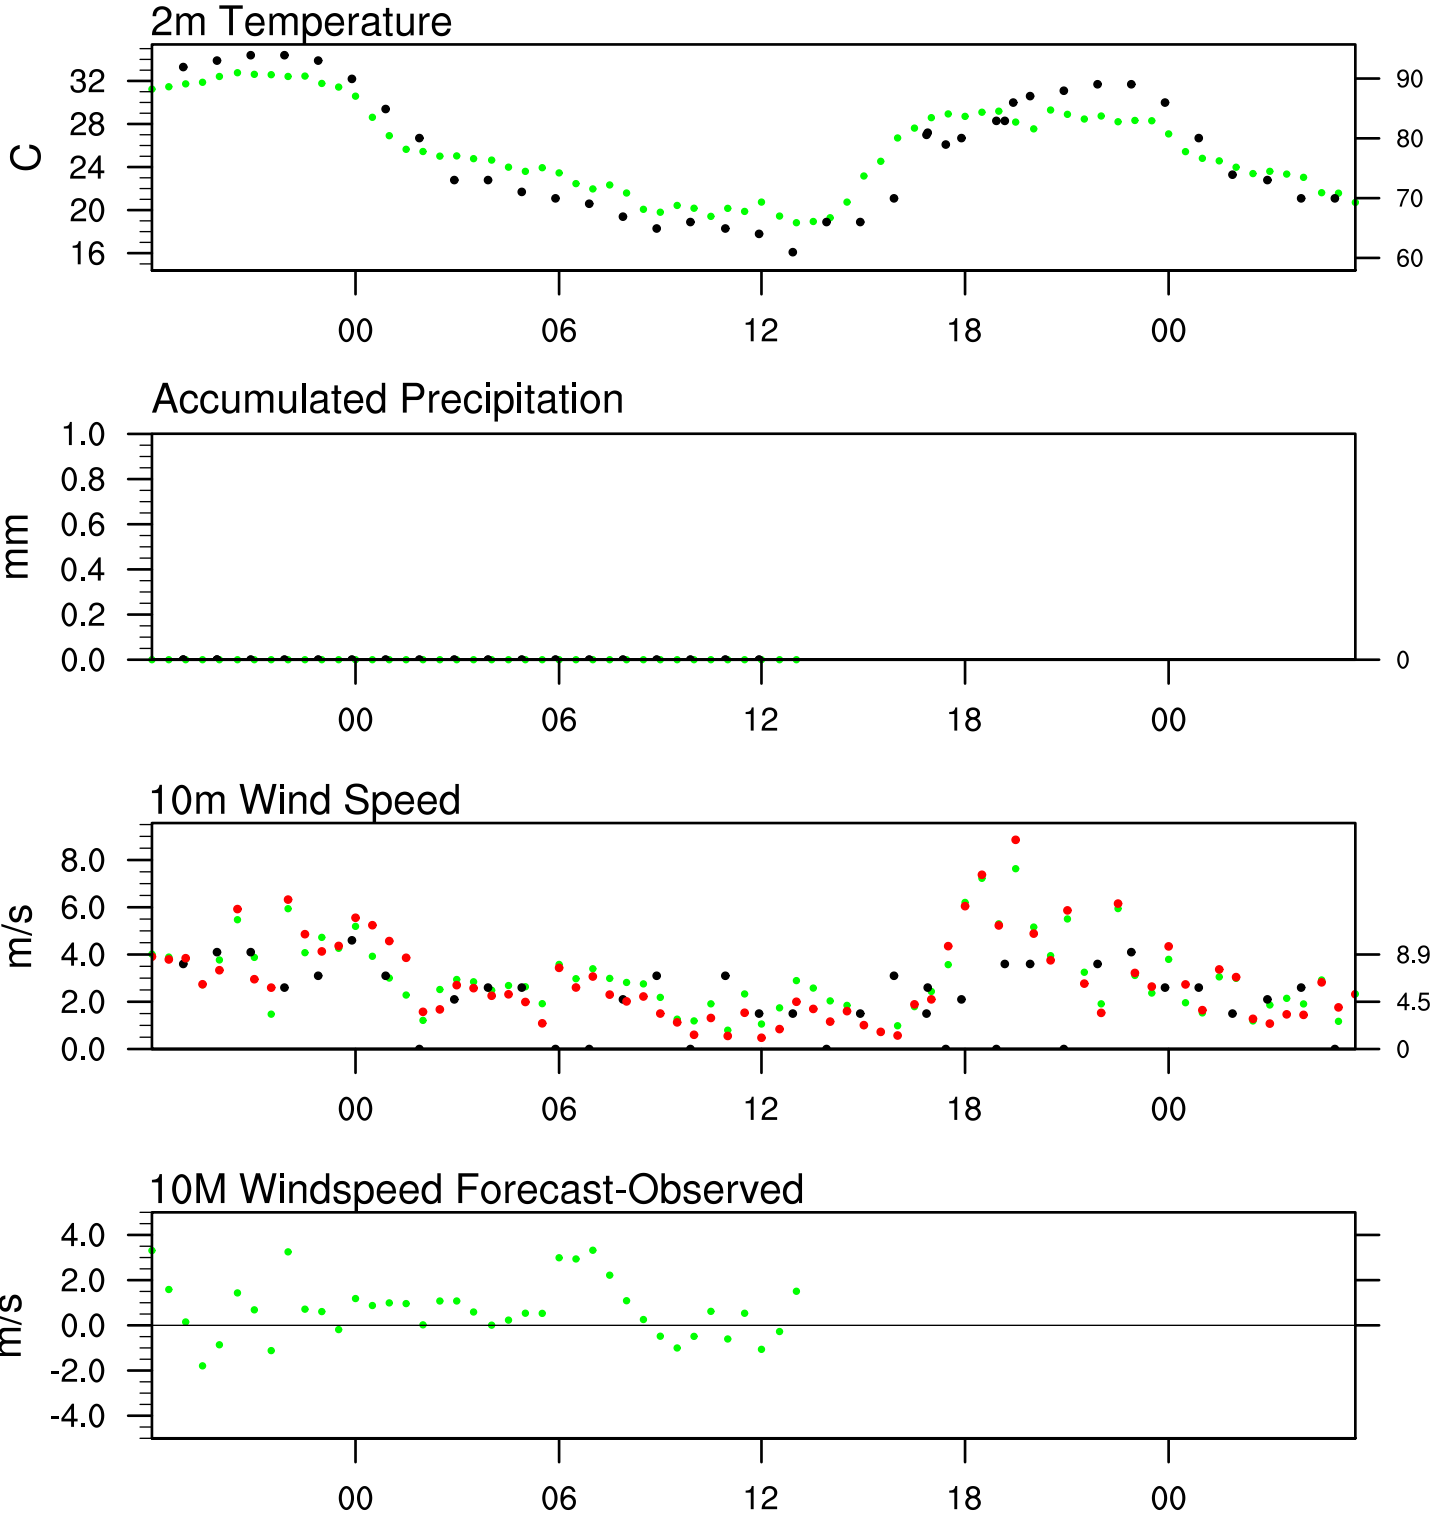 2m Temperature
C
32
28
24
20
16
90
80
70
60
00 06 12 18 00
Accumulated Precipitation
mm
1.0
0.8
0.6
0.4
0.2
0.0
0
00 06 12 18 00
10m Wind Speed
m/s
8.0
6.0
4.0
2.0
0.0
8.9
4.5
0
00 06 12 18 00
10M Windspeed Forecast-Observed
m/s
4.0
2.0
0.0
-2.0
-4.0
00 06 12 18 00